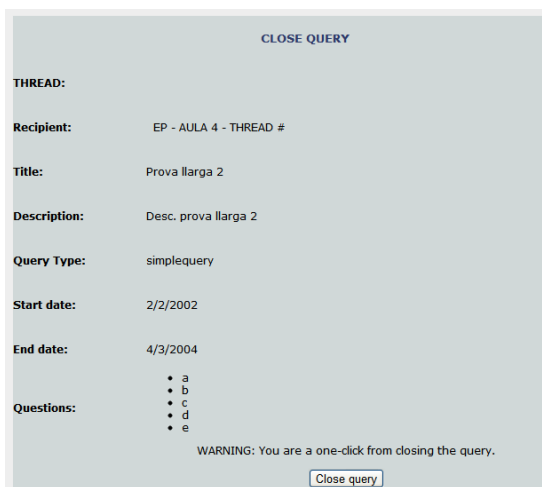 CLOSE QUERY
THREAD:
Recipient: EP - AULA 4 - THREAD #
Title: Prova llarga 2
Description: Desc. prova llarga 2
Query Type: simplequery
Start date: 2/2/2002
End date: 4/3/2004
Questions:
• a
• b
• c
• d
• e
WARNING: You are a one-click from closing the query.
Close query